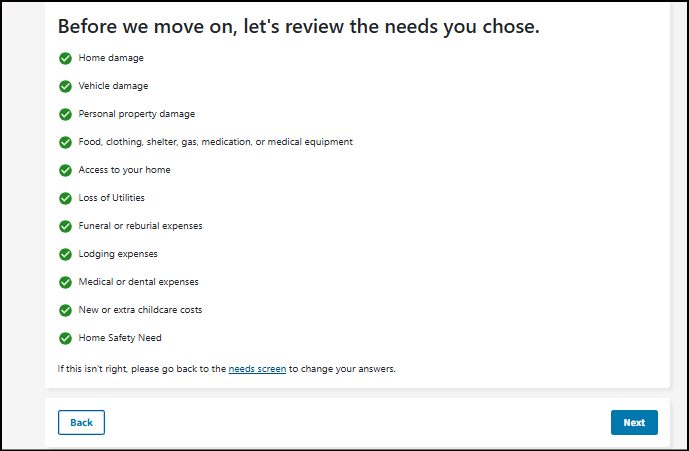 Before we move on, let's review the needs you chose.
Home damage
Vehicle damage
Personal property damage
Food, clothing, shelter, gas, medication, or medical equipment
Access to your home
Loss of Utilities
Funeral or reburial expenses
Lodging expenses
Medical or dental expenses
New or extra childcare costs
Home Safety Need
If this isn't right, please go back to the needs screen to change your answers.
Back
Next